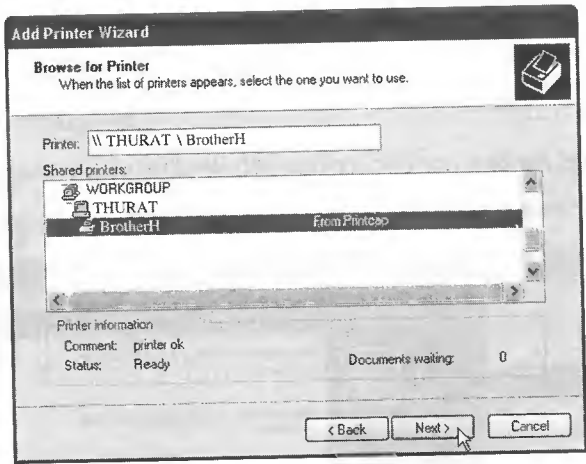 Add Printer Wizard
Browse for Printer
When the list of printers appears, select the one you want to use.
Printer: \\ THURAT \ BrotherH
Shared printers:
WORKGROUP
THURAT
BrotherH From Printcap
Printer information
Comment: printer ok
Status: Ready Documents waiting: 0
< Back Next > Cancel